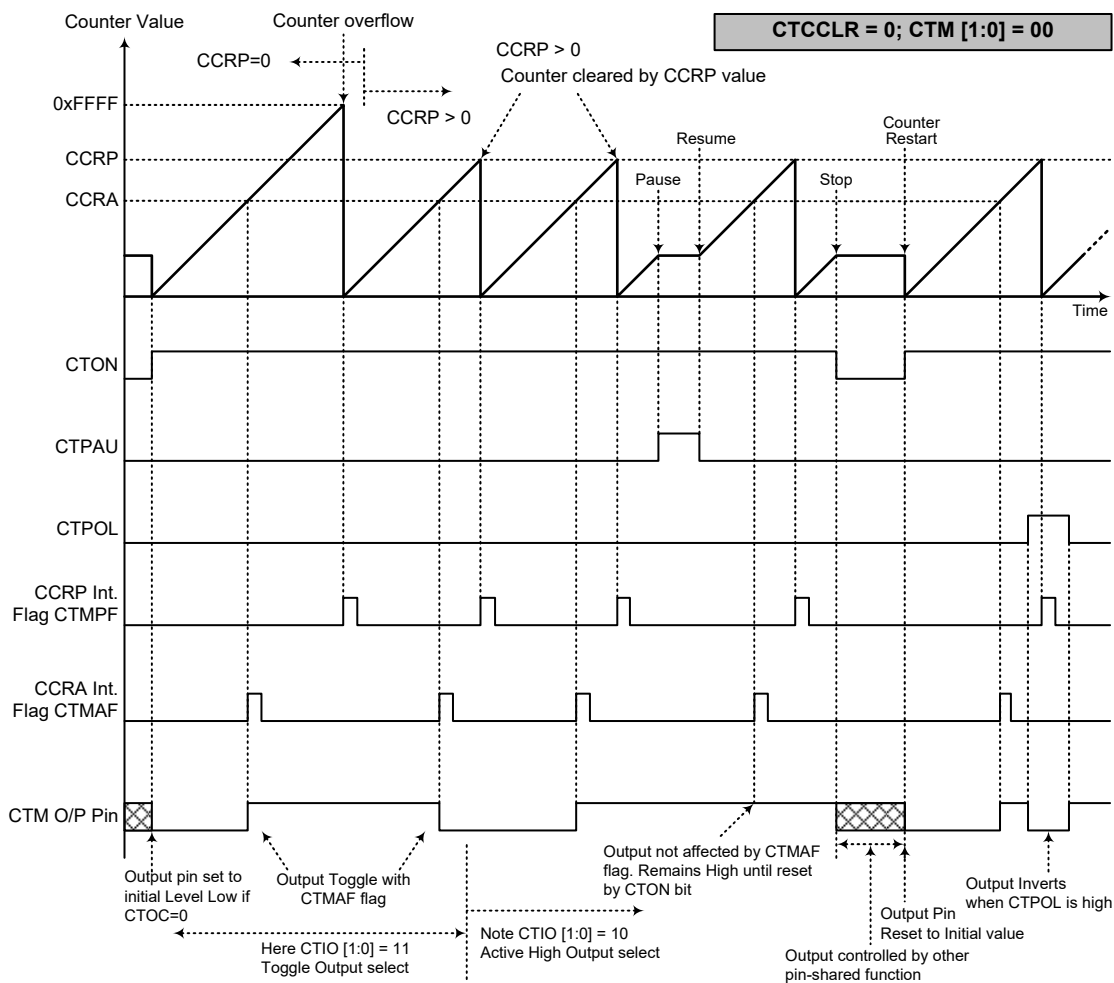 Counter Value
Counter overflow
CTCCLR = 0; CTM [1:0] = 00
CCRP=0
CCRP > 0
CCRP > 0
Counter cleared by CCRP value
0xFFFF
CCRP
CCRA
Pause
Resume
Stop
Counter
Restart
Time
CTON
CTPAU
CTPOL
CCRP Int.
Flag CTMPF
CCRA Int.
Flag CTMAF
CTM O/P Pin
Output pin set to
initial Level Low if
CTOC=0
Output Toggle with
CTMAF flag
Here CTIO [1:0] = 11
Toggle Output select
Note CTIO [1:0] = 10
Active High Output select
Output not affected by CTMAF
flag. Remains High until reset
by CTON bit
Output controlled by other
pin-shared function
Output Pin
Reset to Initial value
Output Inverts
when CTPOL is high